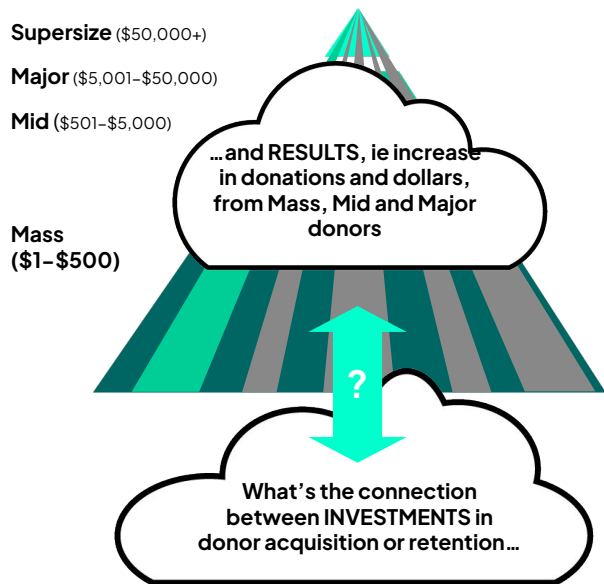 Supersize ($50,000+)
Major ($5,001–$50,000)
Mid ($501–$5,000)
…and RESULTS, ie increase
in donations and dollars,
from Mass, Mid and Major
donors
Mass
($1–$500)
?
What's the connection
between INVESTMENTS in
donor acquisition or retention…